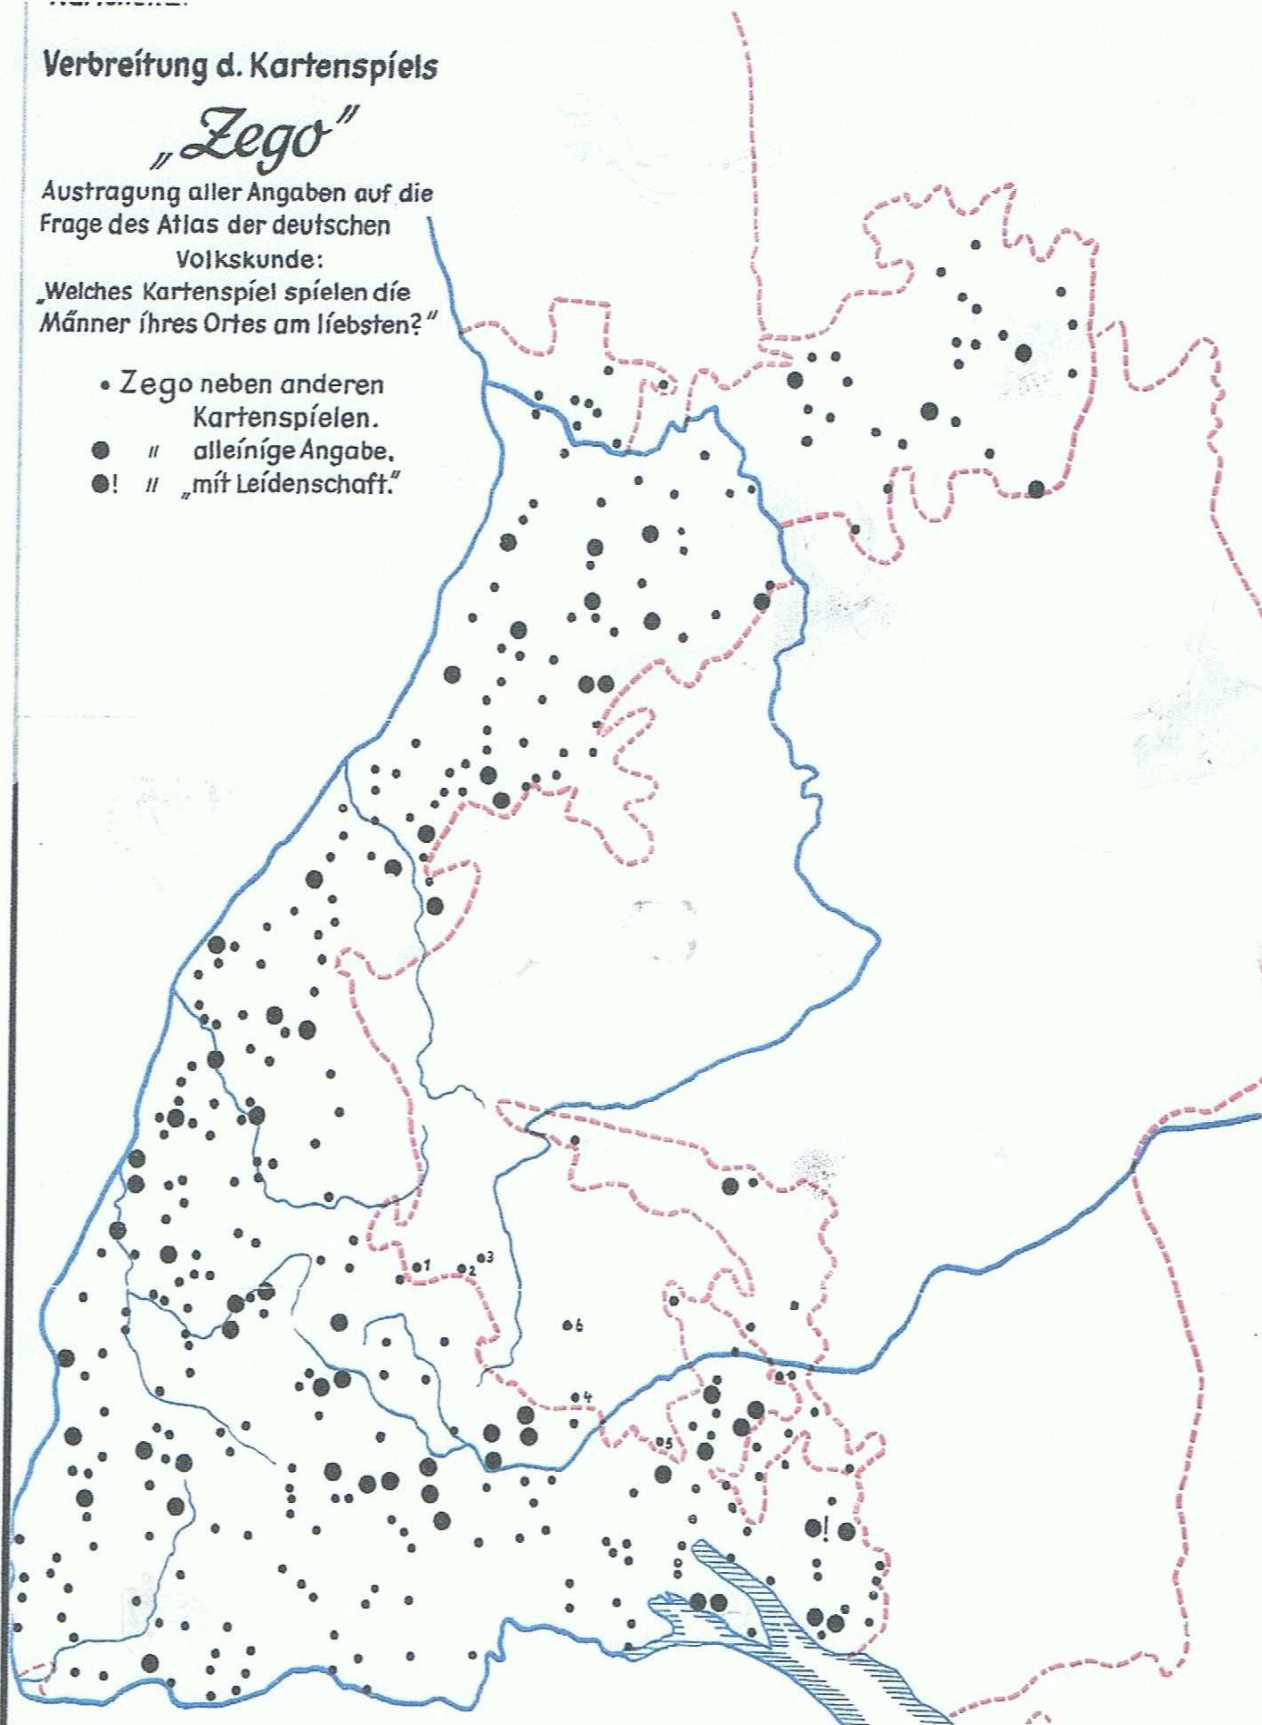 Verbreitung d. Kartenspiels
„Zego”
Austragung aller Angaben auf die
Frage des Atlas der deutschen
Volkskunde:
„Welches Kartenspiel spielen die
Männer ihres Ortes am liebsten?”
• Zego neben anderen
Kartenspielen.
● „ alleinige Angabe.
●! „ „mit Leidenschaft.”
1
2
3
6
4
5
!